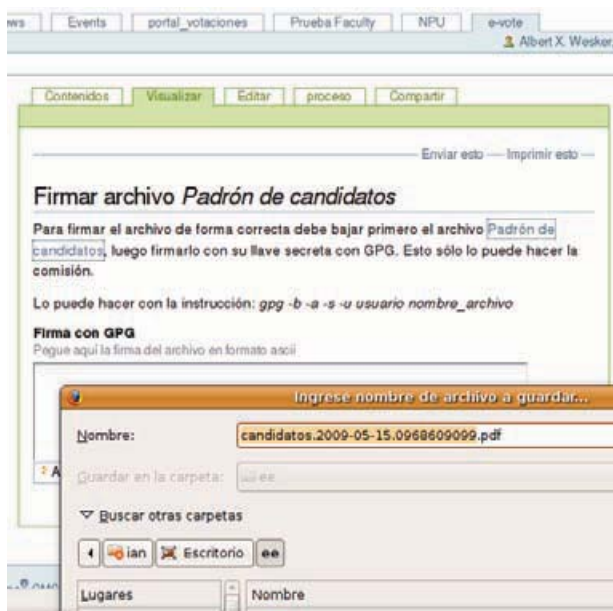 Events portal_votaciones Prueba Faculty NPU e-vote
Albert X. Wesker
Contenidos Visualizar Editar proceso Compartir
Enviar esto — Imprimir esto —
Firmar archivo Padrón de candidatos
Para firmar el archivo de forma correcta debe bajar primero el archivo Padrón de
candidatos, luego firmarlo con su llave secreta con GPG. Esto sólo lo puede hacer la
comisión.
Lo puede hacer con la instrucción: gpg -b -a -s -u usuario nombre_archivo
Firma con GPG
Pegue aquí la firma del archivo en formato ascii
Ingrese nombre de archivo a guardar...
Nombre: candidatos.2009-05-15.0968609099.pdf
Guardar en la carpeta: ee
Buscar otras carpetas
ian Escritorio ee
Lugares Nombre